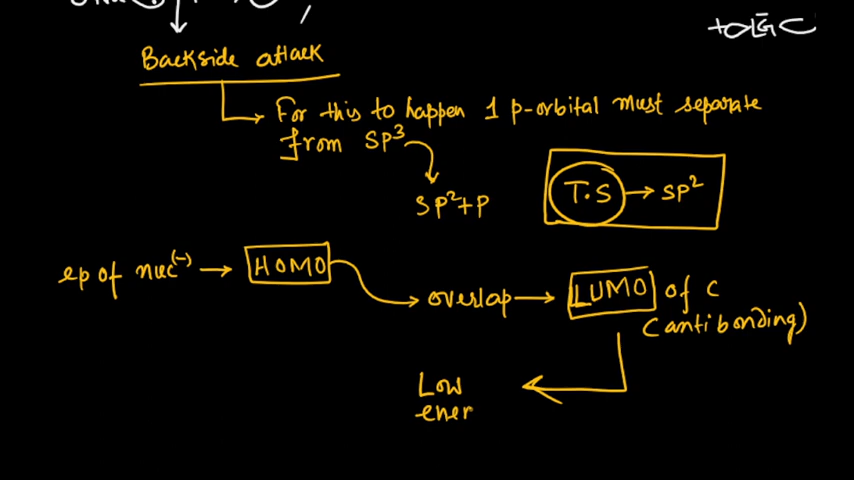 Backside attack
For this to happen 1 p-orbital must separate
from SP³
SP²+P
T.S → SP²
ep of nuc(-) → HOMO
overlap → LUMO of C
(antibonding)
Low
ener